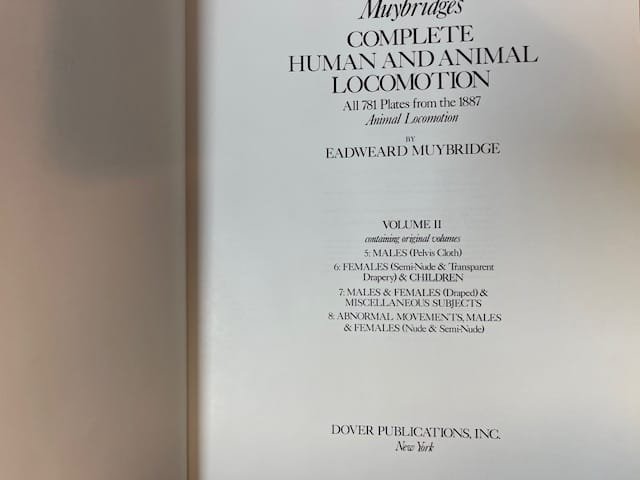 Muybridge's
COMPLETE
HUMAN AND ANIMAL
LOCOMOTION
All 781 Plates from the 1887
Animal Locomotion
BY
EADWEARD MUYBRIDGE
VOLUME II
containing original volumes
5: MALES (Pelvis Cloth)
6: FEMALES (Semi-Nude & Transparent
Drapery) & CHILDREN
7: MALES & FEMALES (Draped) &
MISCELLANEOUS SUBJECTS
8: ABNORMAL MOVEMENTS, MALES
& FEMALES (Nude & Semi-Nude)
DOVER PUBLICATIONS, INC.
New York